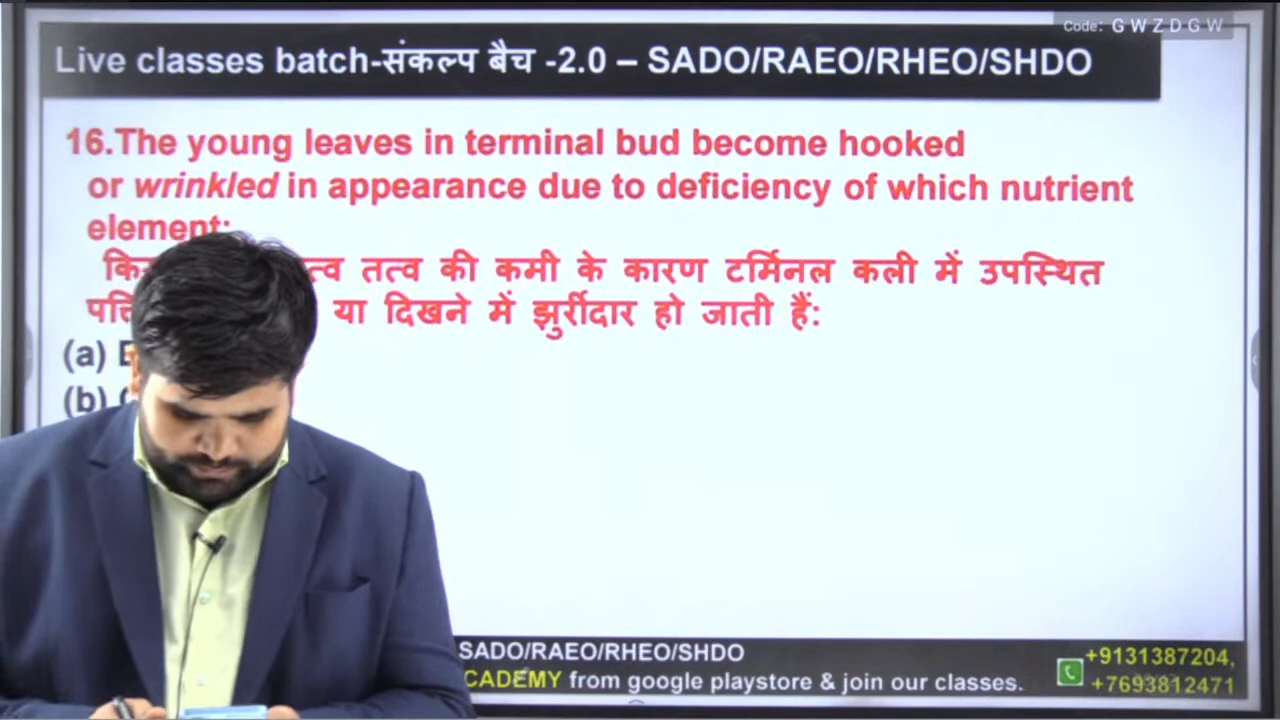 Code: G W Z D G W
Live classes batch-संकल्प बैच -2.0 – SADO/RAEO/RHEO/SHDO
16.The young leaves in terminal bud become hooked
or wrinkled in appearance due to deficiency of which nutrient
element:
तत्व की कमी के कारण टर्मिनल कली में उपस्थित
या दिखने में झुर्रीदार हो जाती हैं:
(a)
(b)
SADO/RAEO/RHEO/SHDO
from google playstore & join our classes.
+9131387204,
+7693812471